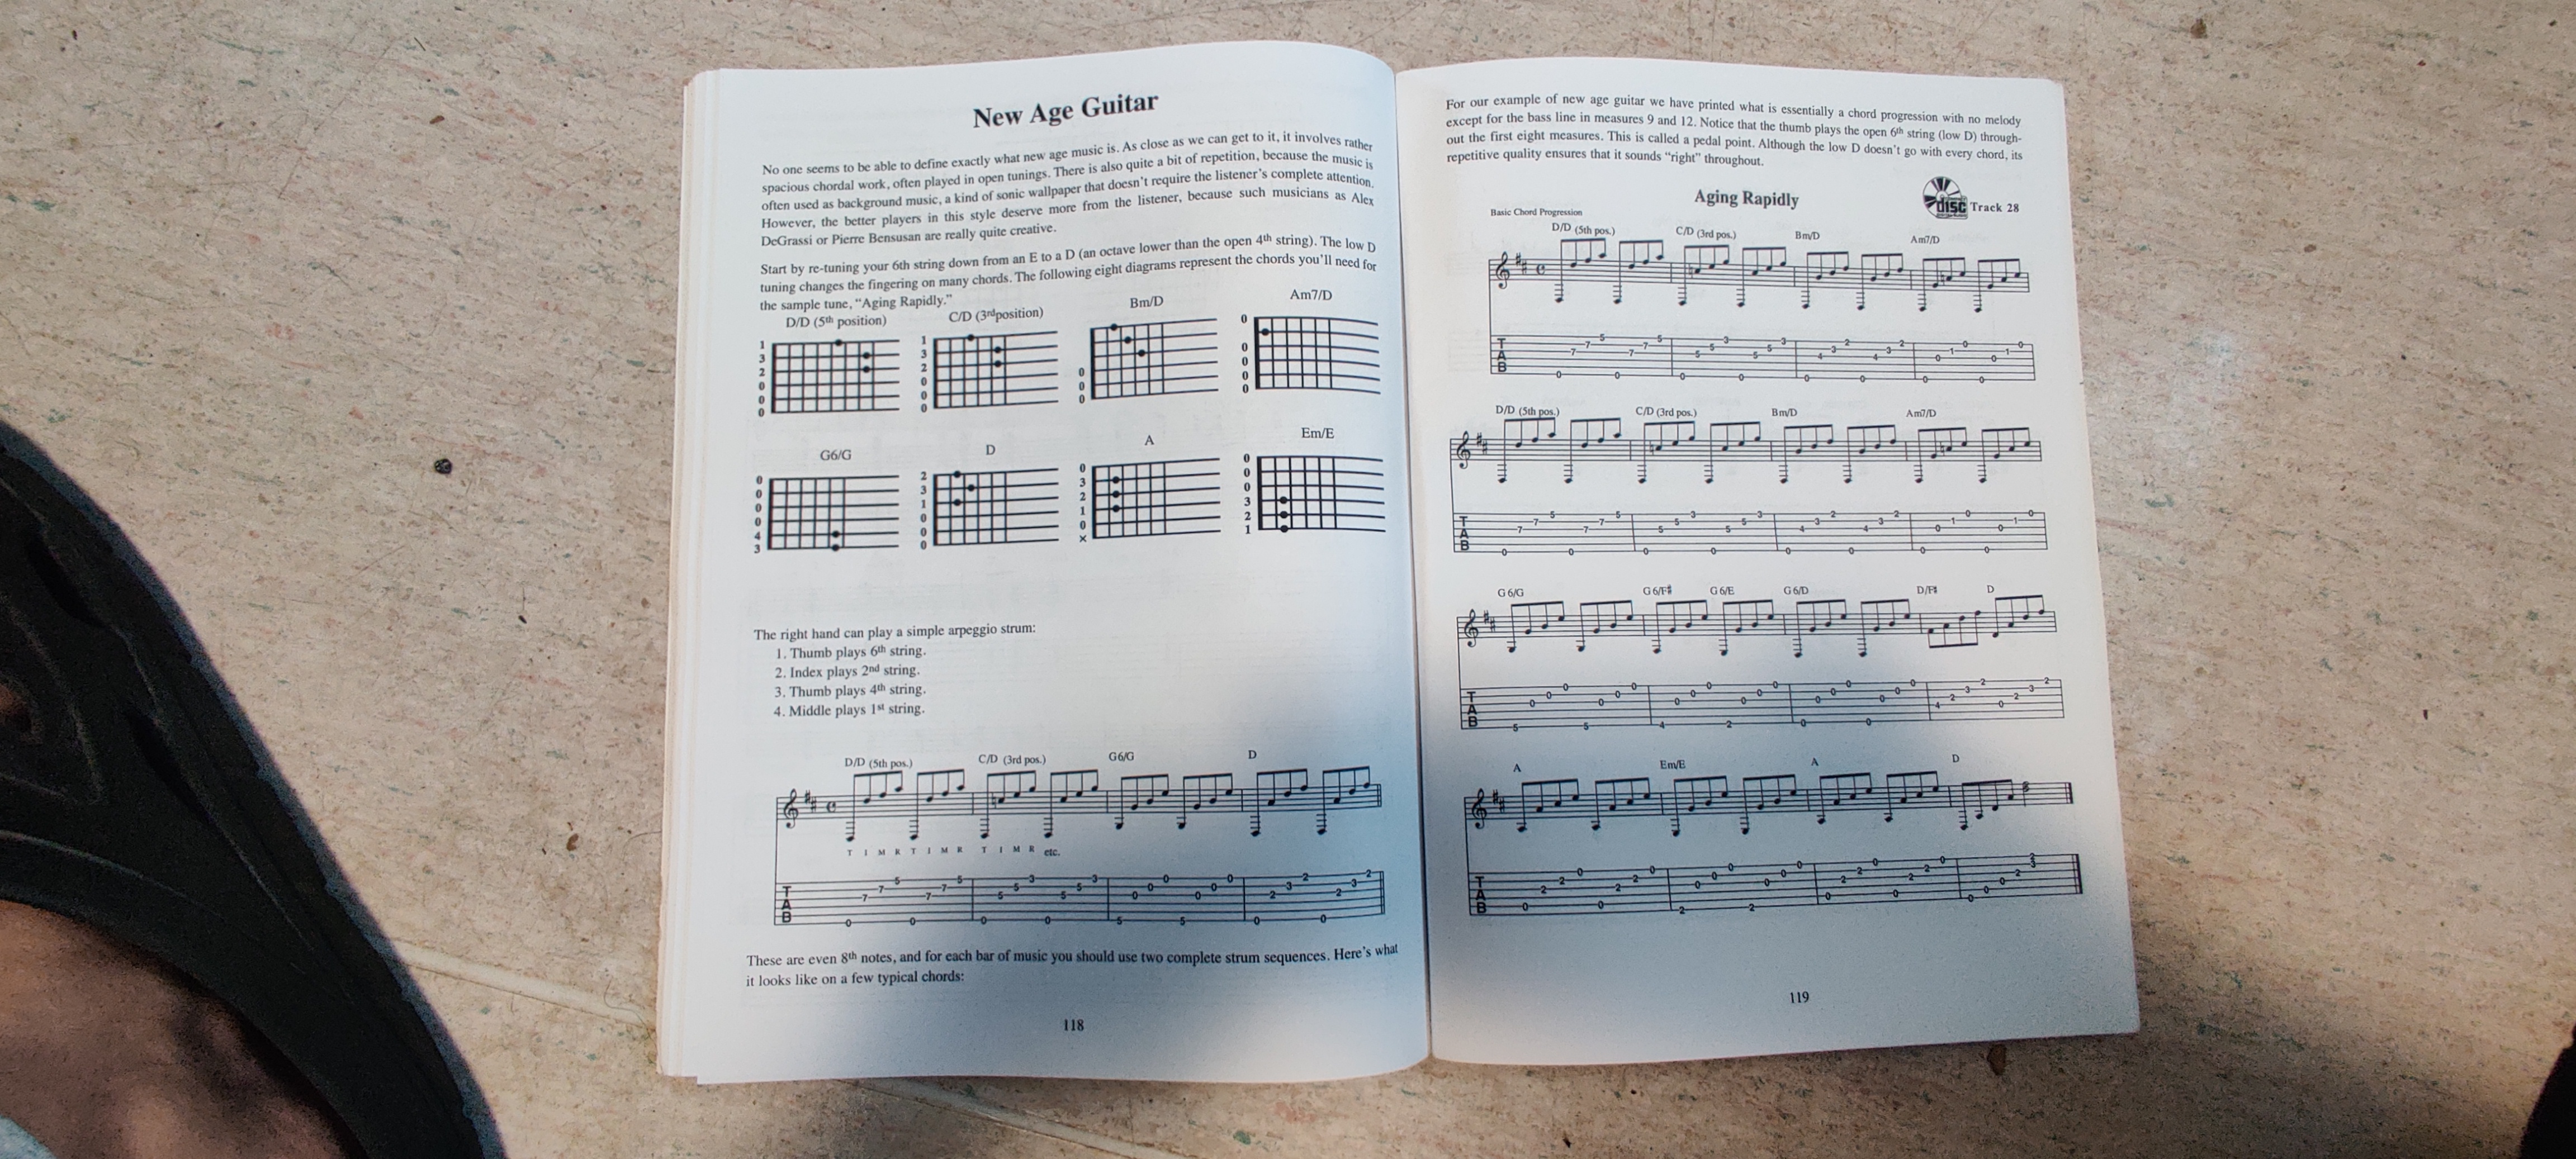 New Age Guitar
No one seems to be able to define exactly what new age music is. As close as we can get to it, it involves rather
spacious chordal work, often played in open tunings. There is also quite a bit of repetition, because the music is
often used as background music, a kind of sonic wallpaper that doesn't require the listener's complete attention.
However, the better players in this style deserve more from the listener, because such musicians as Alex
DeGrassi or Pierre Bensusan are really quite creative.
Start by re-tuning your 6th string down from an E to a D (an octave lower than the open 4th string). The low D
tuning changes the fingering on many chords. The following eight diagrams represent the chords you'll need for
the sample tune, "Aging Rapidly."
D/D (5th position) C/D (3rd position) Bm/D Am7/D
G6/G D A Em/E
The right hand can play a simple arpeggio strum:
1. Thumb plays 6th string.
2. Index plays 2nd string.
3. Thumb plays 4th string.
4. Middle plays 1st string.
D/D (5th pos.) C/D (3rd pos.) G6/G D
T I M R T I M R T I M R etc.
These are even 8th notes, and for each bar of music you should use two complete strum sequences. Here's what
it looks like on a few typical chords:
118
For our example of new age guitar we have printed what is essentially a chord progression with no melody
except for the bass line in measures 9 and 12. Notice that the thumb plays the open 6th string (low D) through-
out the first eight measures. This is called a pedal point. Although the low D doesn't go with every chord, its
repetitive quality ensures that it sounds "right" throughout.
Aging Rapidly
disc Track 28
Basic Chord Progression
D/D (5th pos.) C/D (3rd pos.) Bm/D Am7/D
D/D (5th pos.) C/D (3rd pos.) Bm/D Am7/D
G6/G G6/F# G6/E G6/D D/F# D
A Em/E A D
119